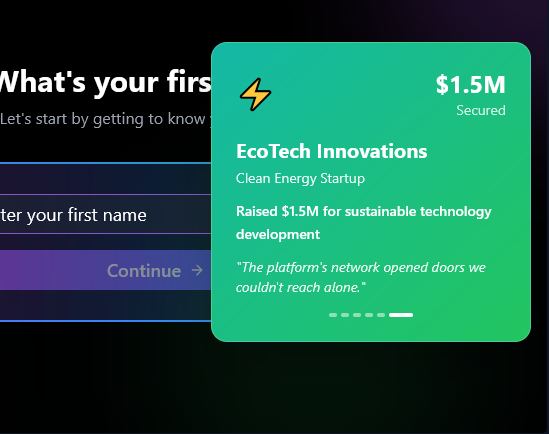 What's your firs
Let's start by getting to know
ter your first name
Continue →
$1.5M
Secured
EcoTech Innovations
Clean Energy Startup
Raised $1.5M for sustainable technology
development
"The platform's network opened doors we
couldn't reach alone."